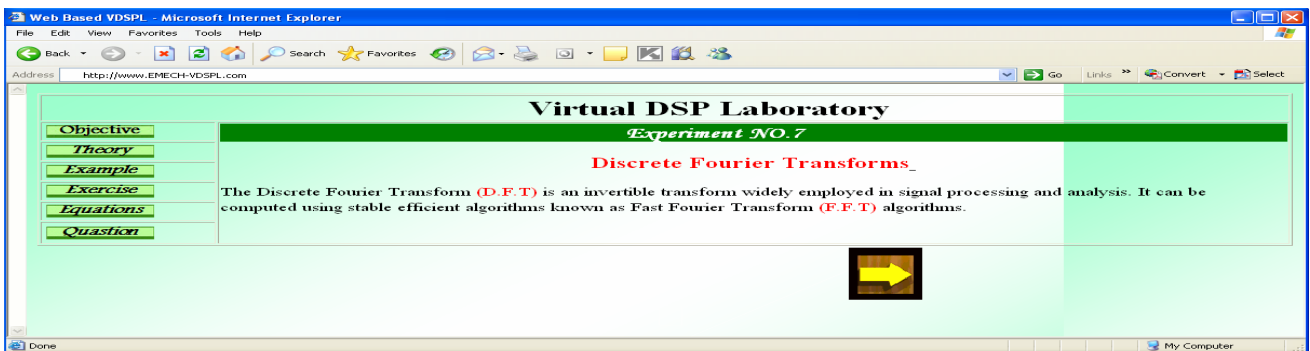 Web Based VDSPL - Microsoft Internet Explorer
File Edit View Favorites Tools Help
Back Search Favorites
Address http://www.EMECH-VDSPL.com Go Links » Convert Select
Virtual DSP Laboratory
Objective
Experiment NO.7
Theory
Discrete Fourier Transforms_
Example
Exercise
The Discrete Fourier Transform (D.F.T) is an invertible transform widely employed in signal processing and analysis. It can be
Equations
computed using stable efficient algorithms known as Fast Fourier Transform (F.F.T) algorithms.
Quastion
Done My Computer